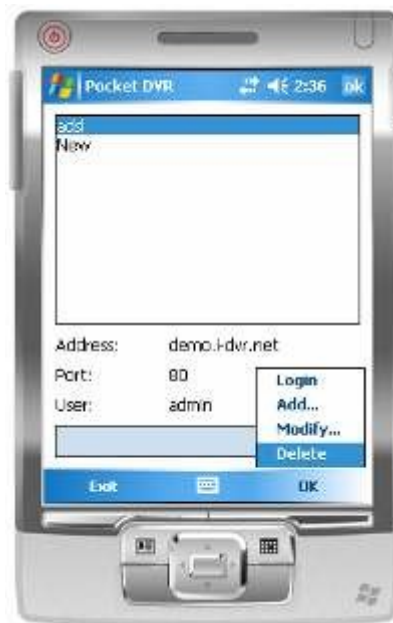 Pocket DVR 2:36 ok
add
New
Address: demo.i-dvr.net
Port: 80
User: admin
Login
Add...
Modify...
Delete
Exit OK